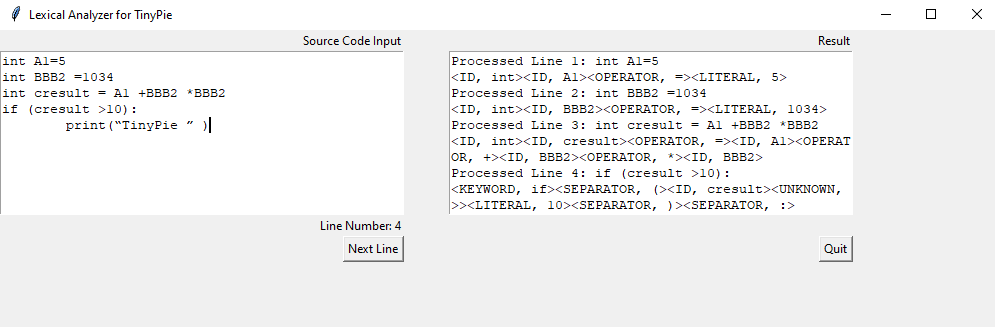 Lexical Analyzer for TinyPie
Source Code Input
int A1=5
int BBB2 =1034
int cresult = A1 +BBB2 *BBB2
if (cresult >10):
        print(“TinyPie ” )
Line Number: 4
Next Line
Result
Processed Line 1: int A1=5
<ID, int><ID, A1><OPERATOR, =><LITERAL, 5>
Processed Line 2: int BBB2 =1034
<ID, int><ID, BBB2><OPERATOR, =><LITERAL, 1034>
Processed Line 3: int cresult = A1 +BBB2 *BBB2
<ID, int><ID, cresult><OPERATOR, =><ID, A1><OPERAT
OR, +><ID, BBB2><OPERATOR, *><ID, BBB2>
Processed Line 4: if (cresult >10):
<KEYWORD, if><SEPARATOR, (><ID, cresult><UNKNOWN,
>><LITERAL, 10><SEPARATOR, )><SEPARATOR, :>
Quit